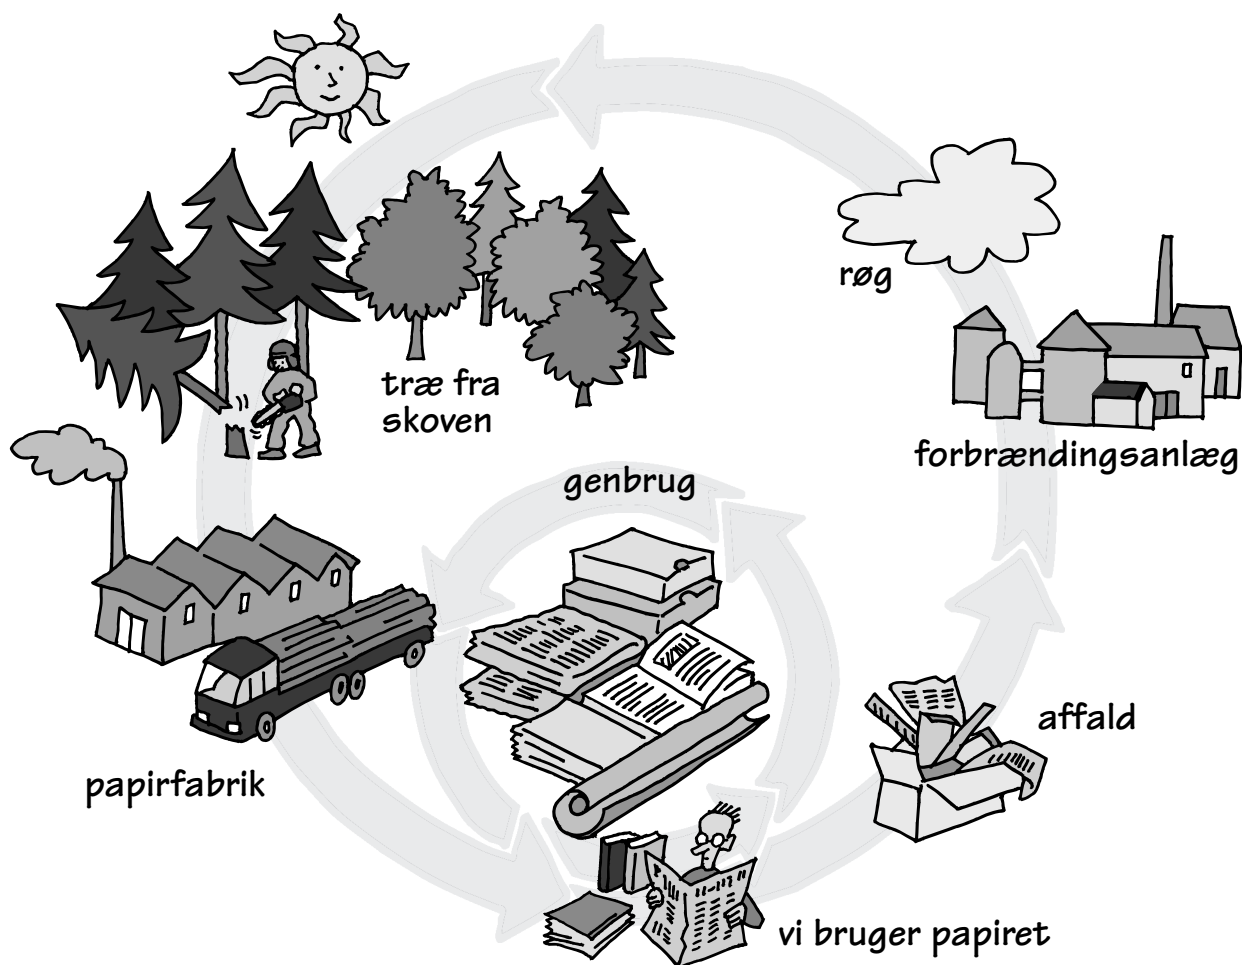 røg
træ fra
skoven
forbrændingsanlæg
genbrug
affald
papirfabrik
vi bruger papiret